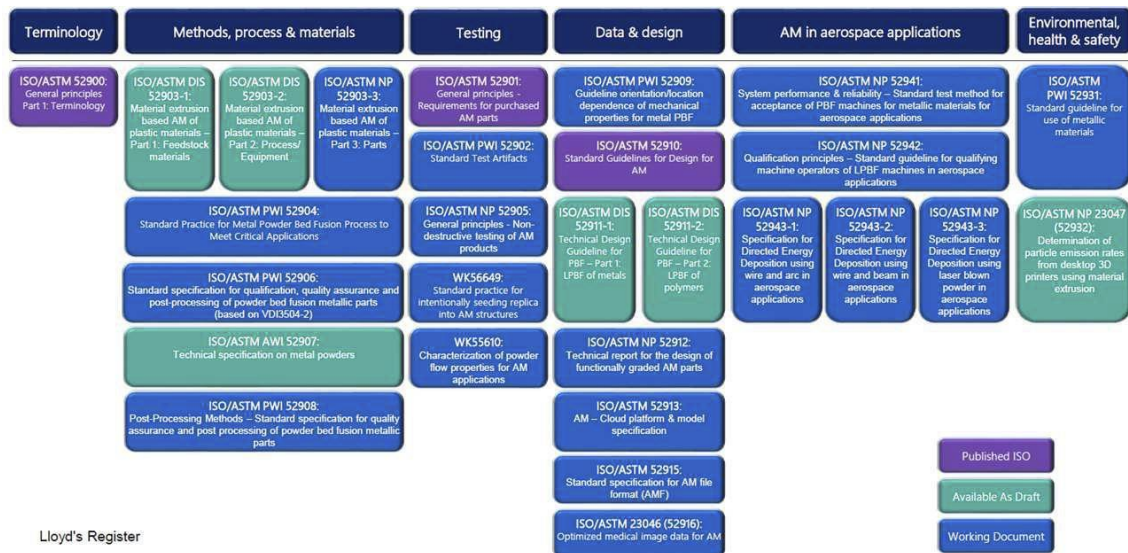 Terminology
Methods, process & materials
Testing
Data & design
AM in aerospace applications
Environmental,
health & safety
ISO/ASTM 52900:
General principles
Part 1: Terminology
ISO/ASTM DIS
52903-1:
Material extrusion
based AM of
plastic materials –
Part 1: Feedstock
materials
ISO/ASTM DIS
52903-2:
Material extrusion
based AM of
plastic materials –
Part 2: Process/
Equipment
ISO/ASTM NP
52903-3:
Material extrusion
based AM of
plastic materials –
Part 3: Parts
ISO/ASTM PWI 52904:
Standard Practice for Metal Powder Bed Fusion Process to
Meet Critical Applications
ISO/ASTM PWI 52906:
Standard specification for qualification, quality assurance and
post-processing of powder bed fusion metallic parts
(based on VDI3504-2)
ISO/ASTM AWI 52907:
Technical specification on metal powders
ISO/ASTM PWI 52908:
Post-Processing Methods – Standard specification for quality
assurance and post processing of powder bed fusion metallic
parts
ISO/ASTM 52901:
General principles -
Requirements for purchased
AM parts
ISO/ASTM PWI 52902:
Standard Test Artifacts
ISO/ASTM NP 52905:
General principles - Non-
destructive testing of AM
products
WK56649:
Standard practice for
intentionally seeding replica
into AM structures
WK55610:
Characterization of powder
flow properties for AM
applications
ISO/ASTM PWI 52909:
Guideline orientation/location
dependence of mechanical
properties for metal PBF
ISO/ASTM 52910:
Standard Guidelines for Design for
AM
ISO/ASTM DIS
52911-1:
Technical Design
Guideline for
PBF – Part 1:
LPBF of metals
ISO/ASTM DIS
52911-2:
Technical Design
Guideline for
PBF – Part 2:
LPBF of
polymers
ISO/ASTM NP 52912:
Technical report for the design of
functionally graded AM parts
ISO/ASTM 52913:
AM – Cloud platform & model
specification
ISO/ASTM 52915:
Standard specification for AM file
format (AMF)
ISO/ASTM 23046 (52916):
Optimized medical image data for AM
ISO/ASTM NP 52941:
System performance & reliability – Standard test method for
acceptance of PBF machines for metallic materials for
aerospace applications
ISO/ASTM NP 52942:
Qualification principles – Standard guideline for qualifying
machine operators of LPBF machines in aerospace
applications
ISO/ASTM NP
52943-1:
Specification for
Directed Energy
Deposition using
wire and arc in
aerospace
applications
ISO/ASTM NP
52943-2:
Specification for
Directed Energy
Deposition using
wire and beam in
aerospace
applications
ISO/ASTM NP
52943-3:
Specification for
Directed Energy
Deposition using
laser blown
powder in
aerospace
applications
ISO/ASTM
PWI 52931:
Standard guideline for
use of metallic
materials
ISO/ASTM NP 23047
(52932):
Determination of
particle emission rates
from desktop 3D
printers using material
extrusion
Published ISO
Available As Draft
Working Document
Lloyd's Register